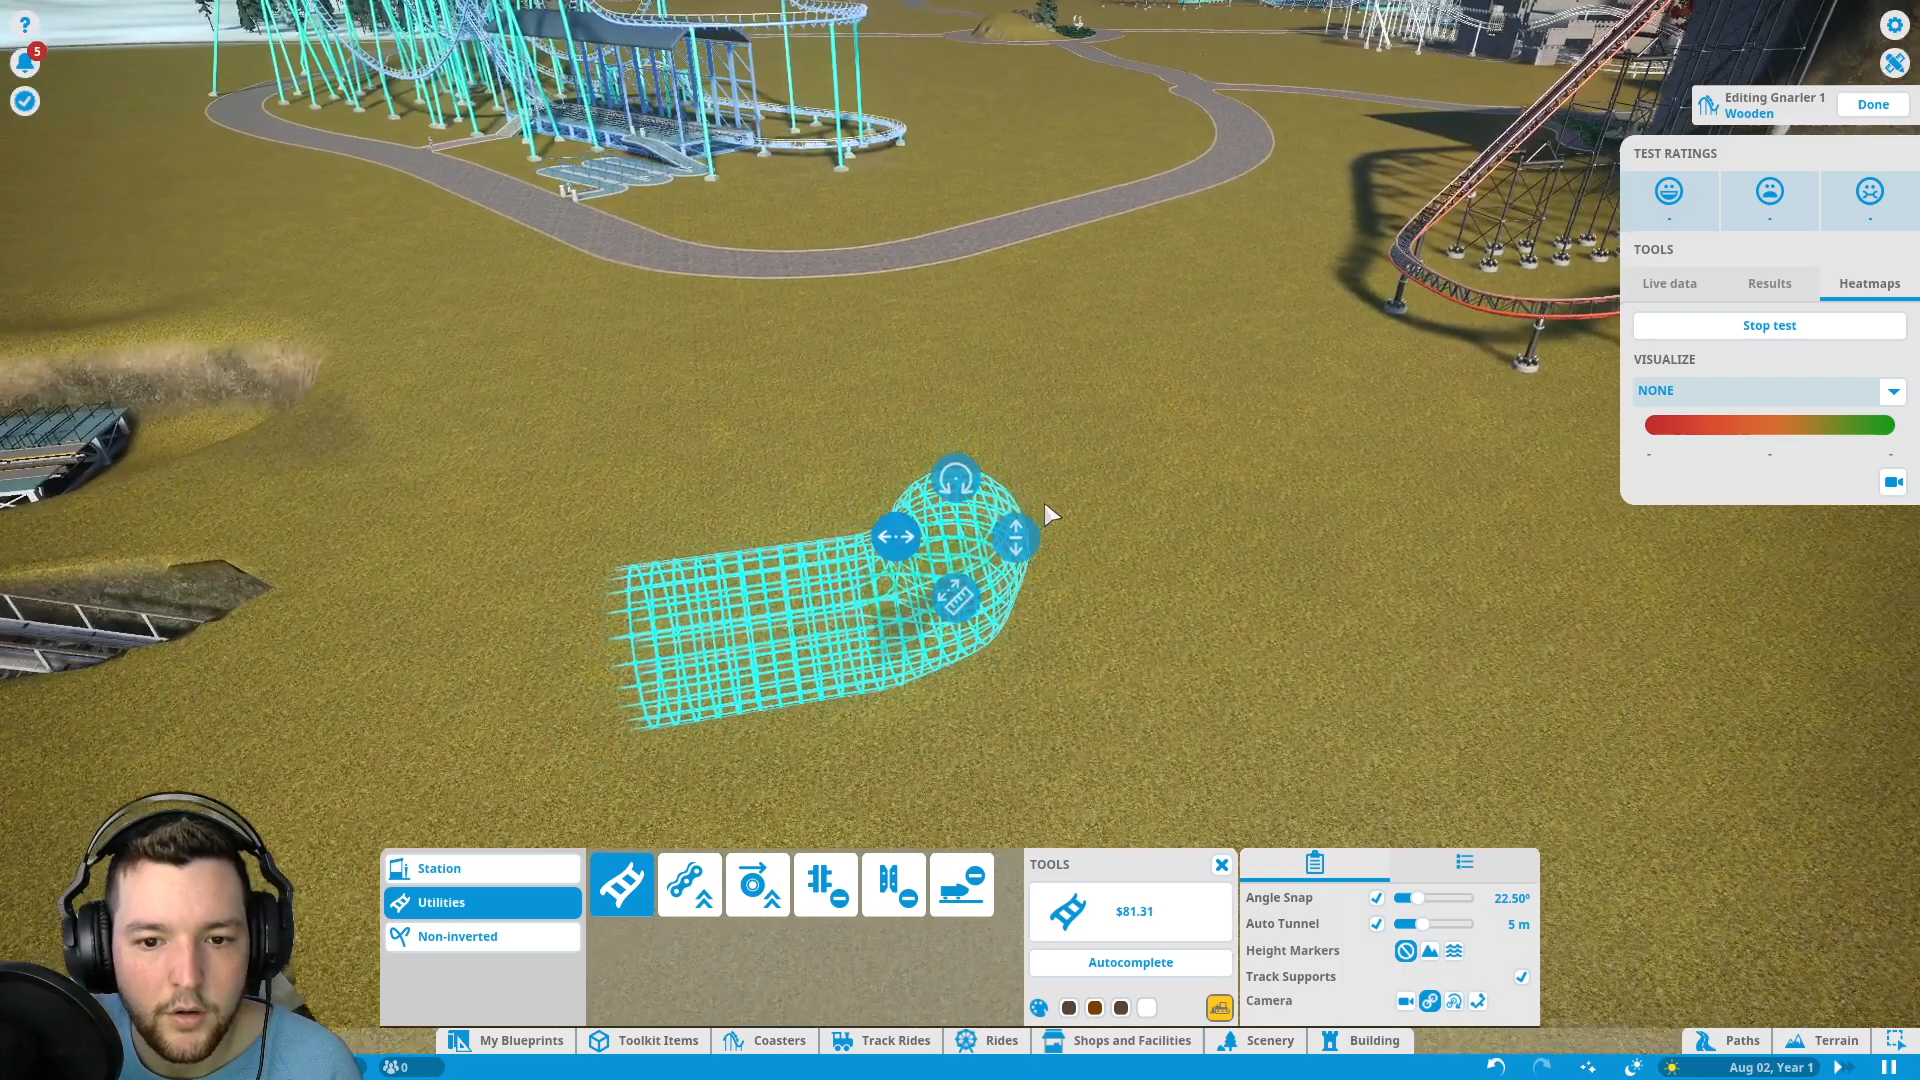 ?
5
Editing Gnarler 1
Wooden
Done
TEST RATINGS
- - -
TOOLS
Live data
Results
Heatmaps
Stop test
VISUALIZE
NONE
- - -
Station
Utilities
Non-inverted
TOOLS
$81.31
Autocomplete
Angle Snap
22.50°
Auto Tunnel
5 m
Height Markers
Track Supports
Camera
My Blueprints
Toolkit Items
Coasters
Track Rides
Rides
Shops and Facilities
Scenery
Building
Paths
Terrain
0
Aug 02, Year 1